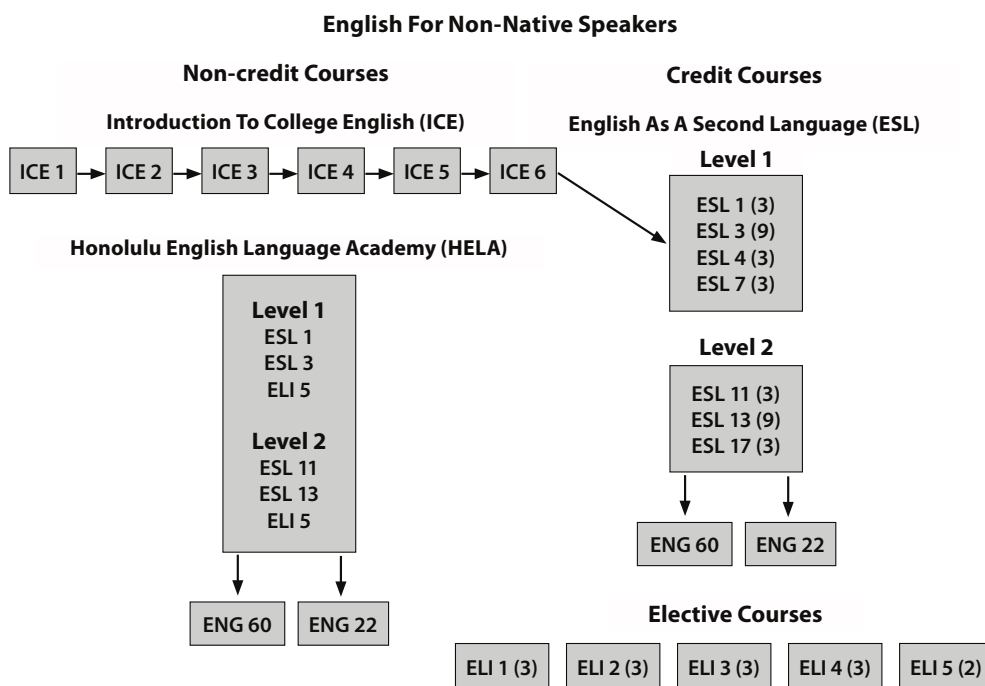 English For Non-Native Speakers
Non-credit Courses
Introduction To College English (ICE)
ICE 1
ICE 2
ICE 3
ICE 4
ICE 5
ICE 6
Honolulu English Language Academy (HELA)
Level 1
ESL 1
ESL 3
ELI 5
Level 2
ESL 11
ESL 13
ELI 5
ENG 60
ENG 22
Credit Courses
English As A Second Language (ESL)
Level 1
ESL 1 (3)
ESL 3 (9)
ESL 4 (3)
ESL 7 (3)
Level 2
ESL 11 (3)
ESL 13 (9)
ESL 17 (3)
ENG 60
ENG 22
Elective Courses
ELI 1 (3)
ELI 2 (3)
ELI 3 (3)
ELI 4 (3)
ELI 5 (2)